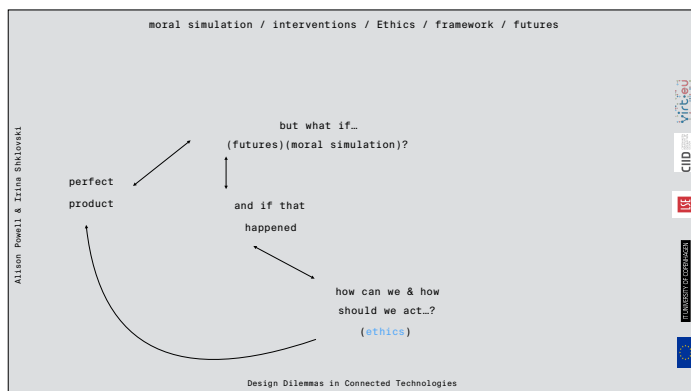 moral simulation / interventions / Ethics / framework / futures
but what if…
(futures)(moral simulation)?
perfect
product
and if that
happened
how can we & how
should we act…?
(ethics)
Design Dilemmas in Connected Technologies
Alison Powell & Irina Shklovski
virt-eu
CIID
LSE
IT UNIVERSITY OF COPENHAGEN